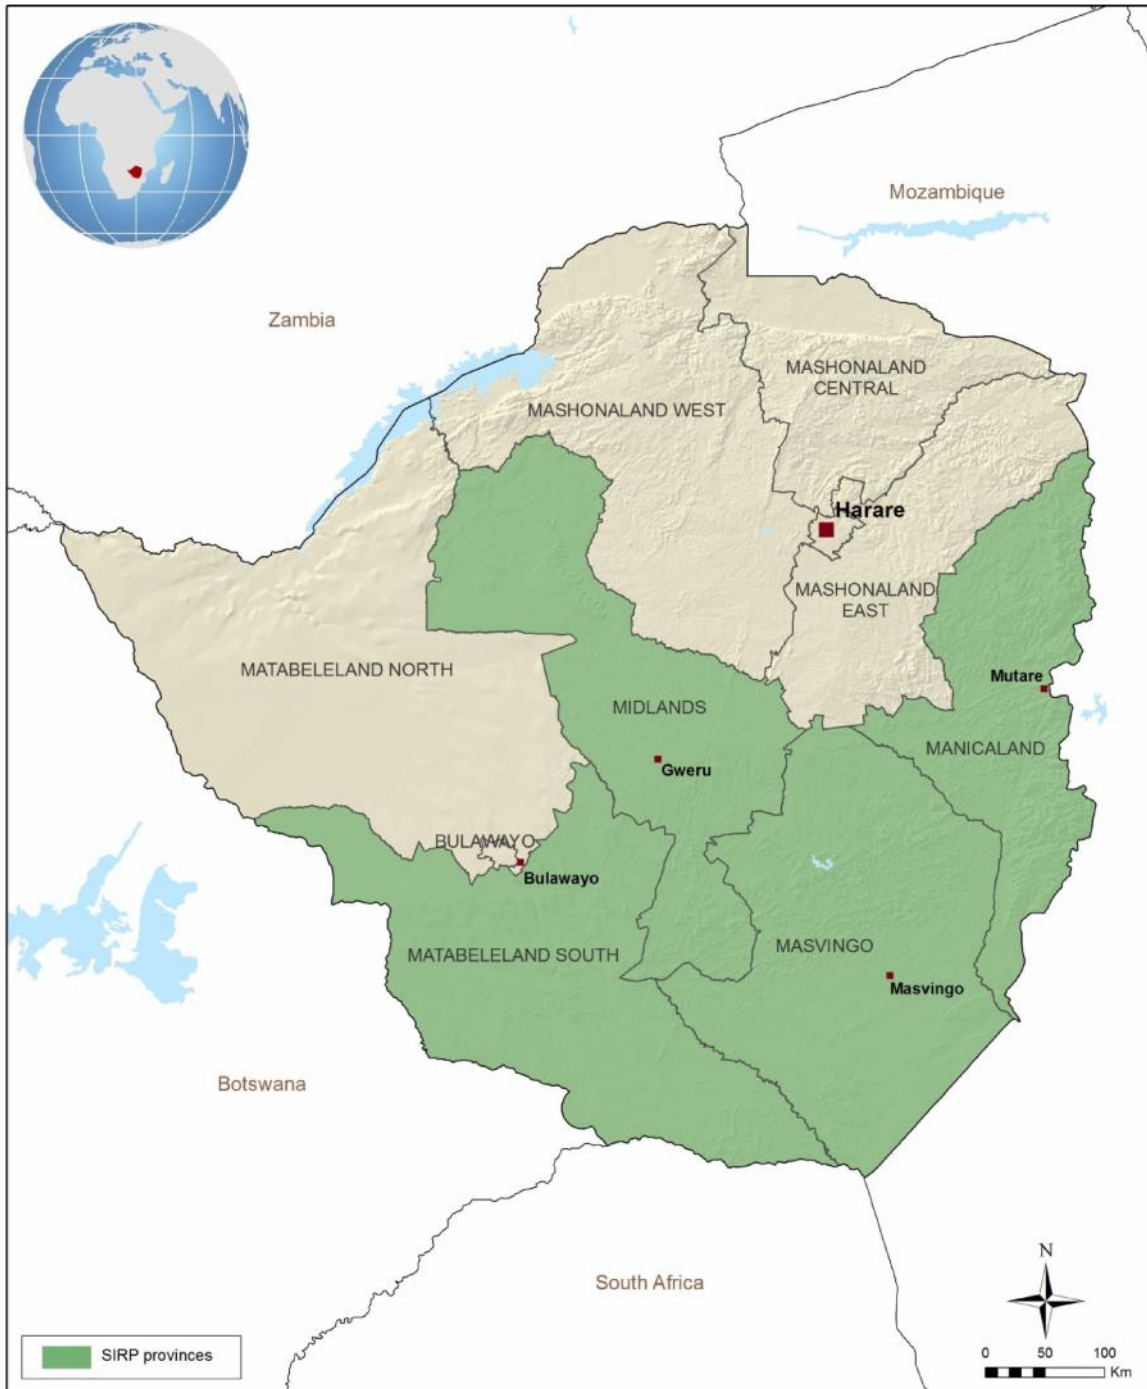 Mozambique
Zambia
MASHONALAND
CENTRAL
MASHONALAND WEST
Harare
MASHONALAND
EAST
MATABELELAND NORTH
Mutare
MIDLANDS
MANICALAND
Gweru
BULAWAYO
Bulawayo
MASVINGO
MATABELELAND SOUTH
Masvingo
Botswana
South Africa
N
SIRP provinces
0 50 100
Km